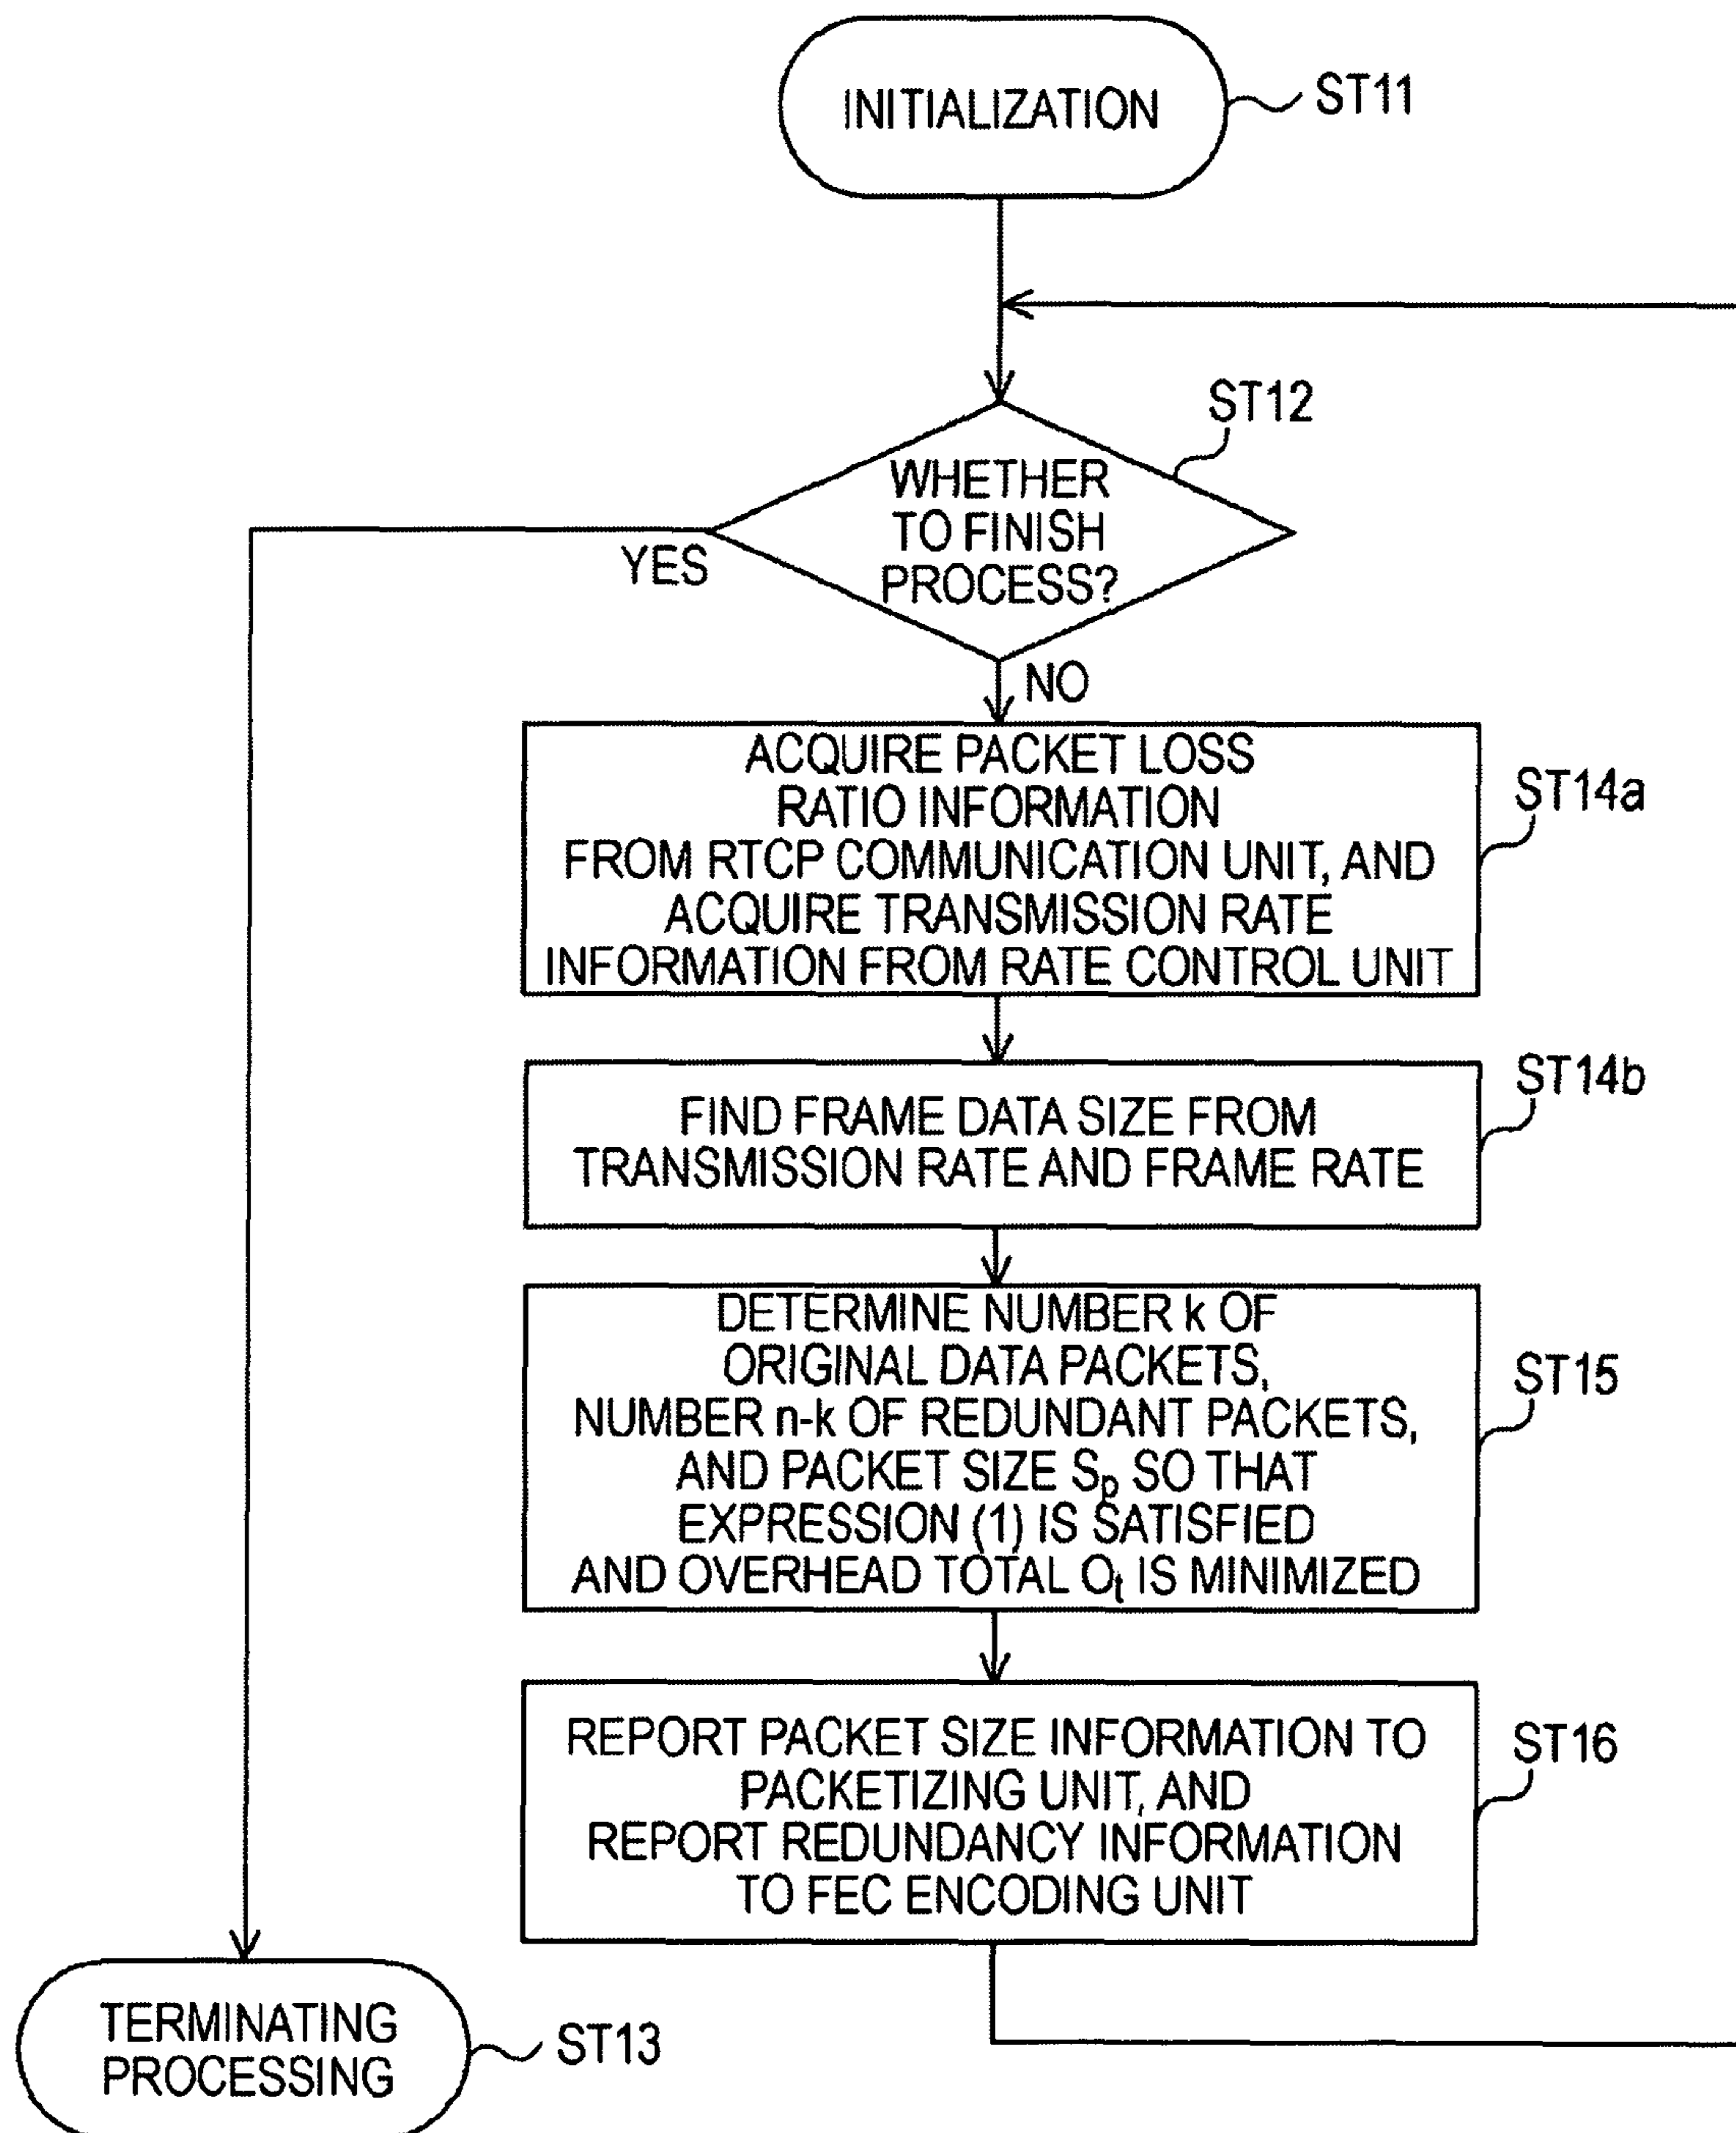 INITIALIZATION
ST11
ST12
WHETHER
TO FINISH
PROCESS?
YES
NO
ACQUIRE PACKET LOSS
RATIO INFORMATION
FROM RTCP COMMUNICATION UNIT, AND
ACQUIRE TRANSMISSION RATE
INFORMATION FROM RATE CONTROL UNIT
ST14a
FIND FRAME DATA SIZE FROM
TRANSMISSION RATE AND FRAME RATE
ST14b
DETERMINE NUMBER k OF
ORIGINAL DATA PACKETS,
NUMBER n-k OF REDUNDANT PACKETS,
AND PACKET SIZE Sp SO THAT
EXPRESSION (1) IS SATISFIED
AND OVERHEAD TOTAL Ot IS MINIMIZED
ST15
REPORT PACKET SIZE INFORMATION TO
PACKETIZING UNIT, AND
REPORT REDUNDANCY INFORMATION
TO FEC ENCODING UNIT
ST16
TERMINATING
PROCESSING
ST13